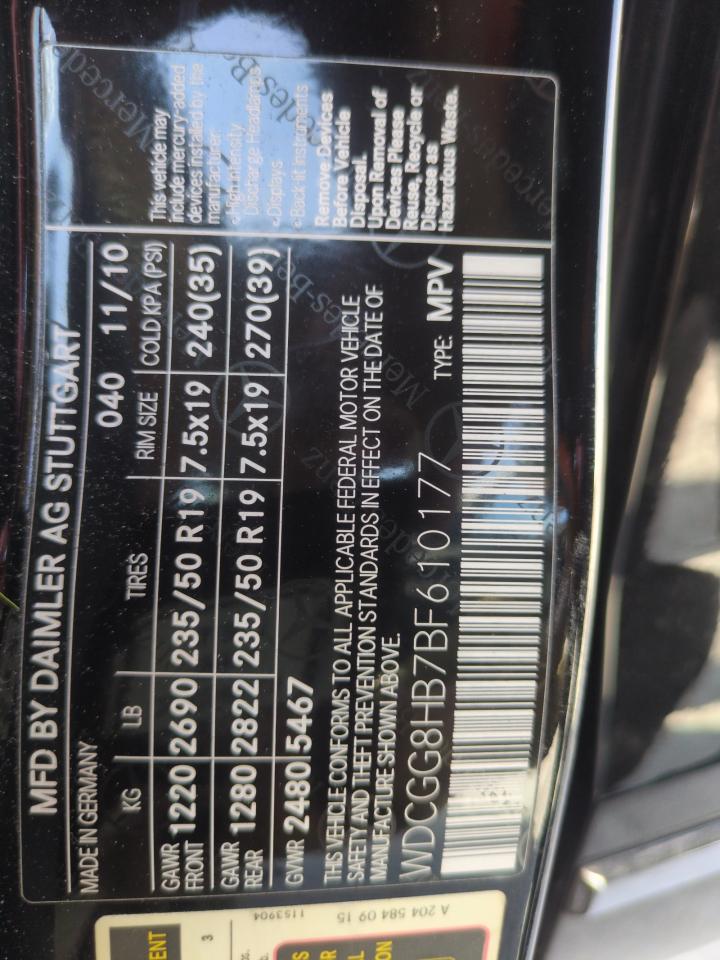 MFD BY DAIMLER AG STUTTGART
MADE IN GERMANY 040 11/10
KG LB TIRES RIM SIZE COLD KPA (PSI)
GAWR FRONT 1220 2690 235/50 R19 7.5x19 240(35)
GAWR REAR 1280 2822 235/50 R19 7.5x19 270(39)
GVWR 2480 5467
THIS VEHICLE CONFORMS TO ALL APPLICABLE FEDERAL MOTOR VEHICLE
SAFETY AND THEFT PREVENTION STANDARDS IN EFFECT ON THE DATE OF
MANUFACTURE SHOWN ABOVE.
WDCGG8HB7BF610177 TYPE: MPV
This vehicle may
include mercury-added
devices installed by the
manufacturer:
• High Intensity
Discharge Headlamps
• Displays
• Back lit Instruments
Remove Devices
Before Vehicle
Disposal.
Upon Removal of
Devices Please
Reuse, Recycle or
Dispose as
Hazardous Waste.
A 204 584 09 15
1153904
3